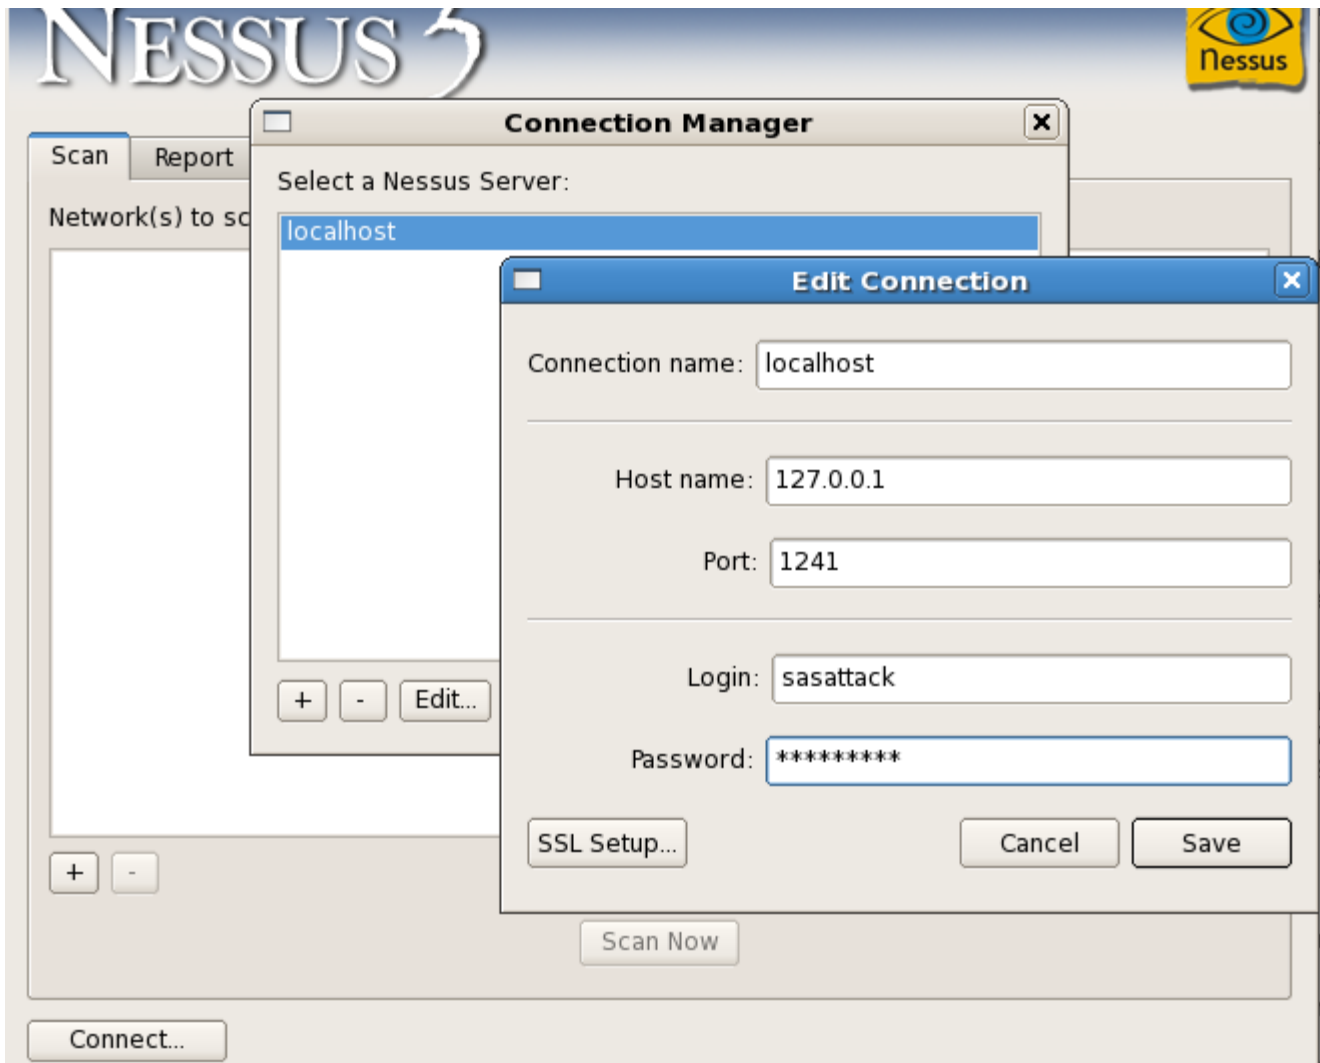 NESSUS 3
nessus
Connection Manager
Scan
Report
Select a Nessus Server:
Network(s) to sc
localhost
Edit Connection
Connection name: localhost
Host name: 127.0.0.1
Port: 1241
Login: sasattack
+ - Edit...
Password: *********
SSL Setup... Cancel Save
+ -
Scan Now
Connect...